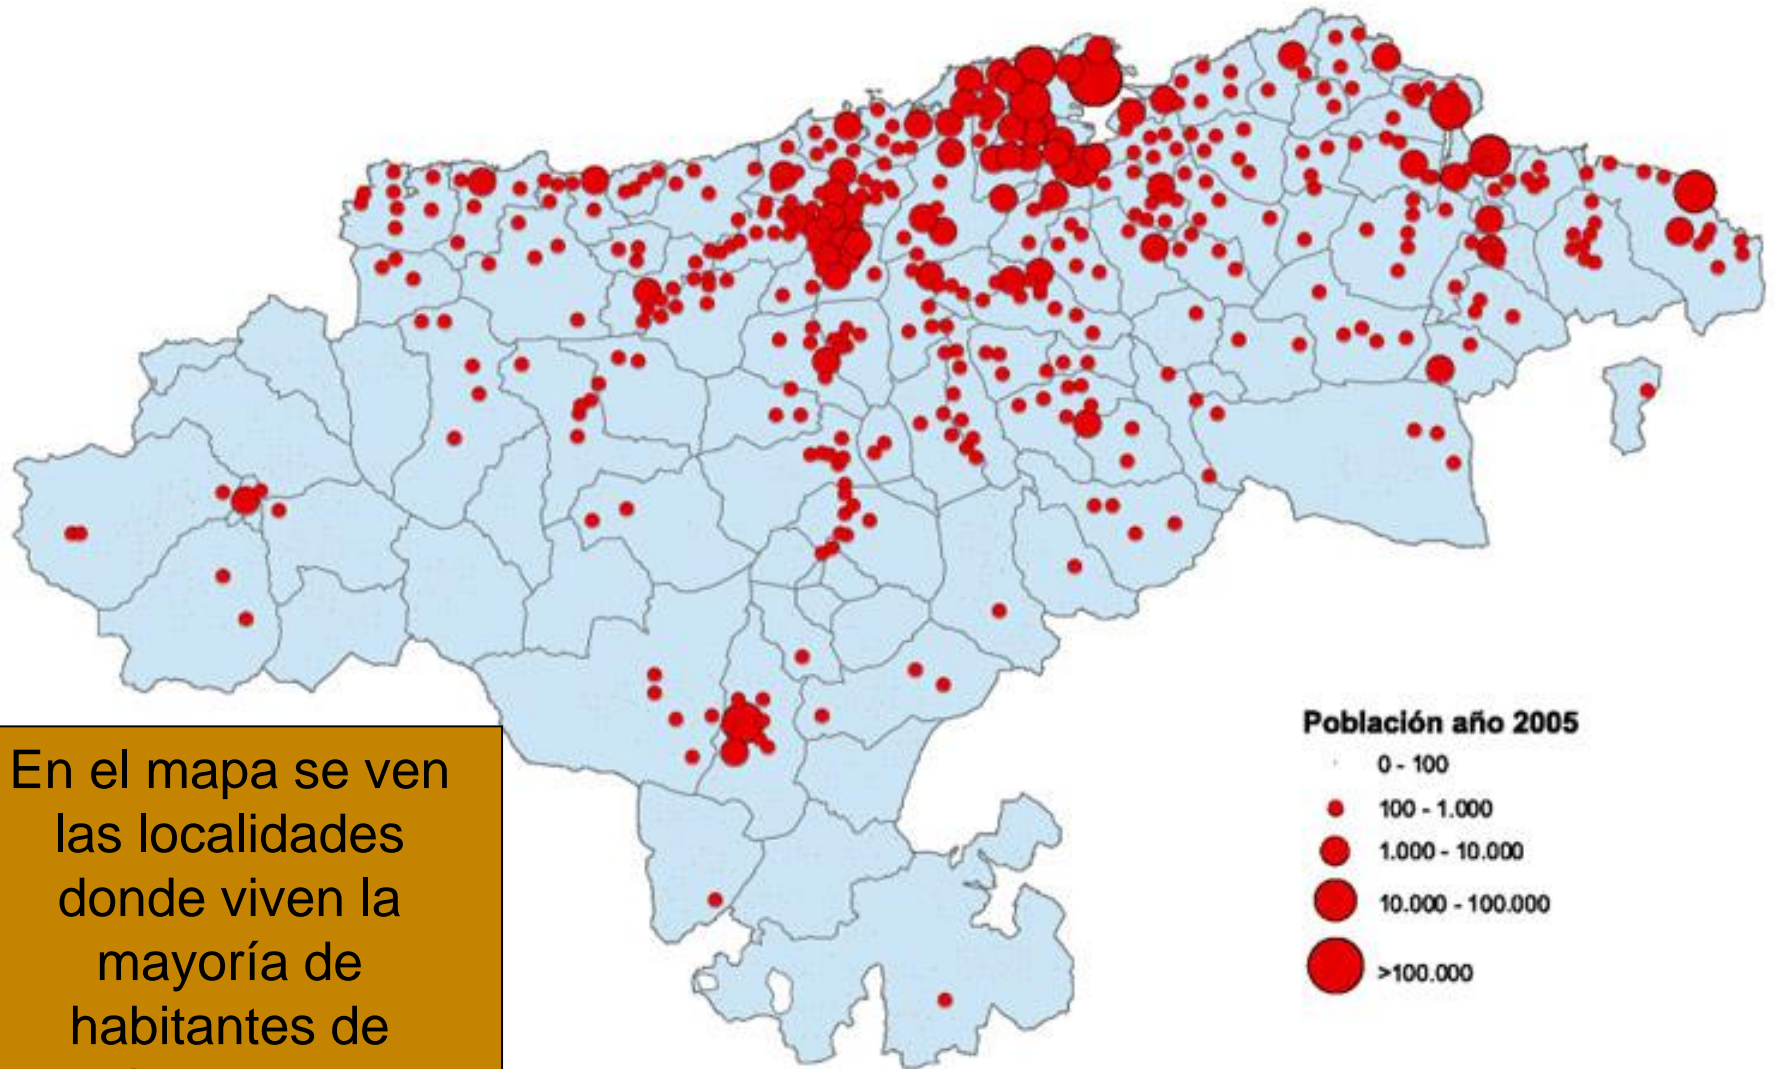 Población año 2005
0 - 100
100 - 1.000
1.000 - 10.000
10.000 - 100.000
>100.000
En el mapa se ven
las localidades
donde viven la
mayoría de
habitantes de